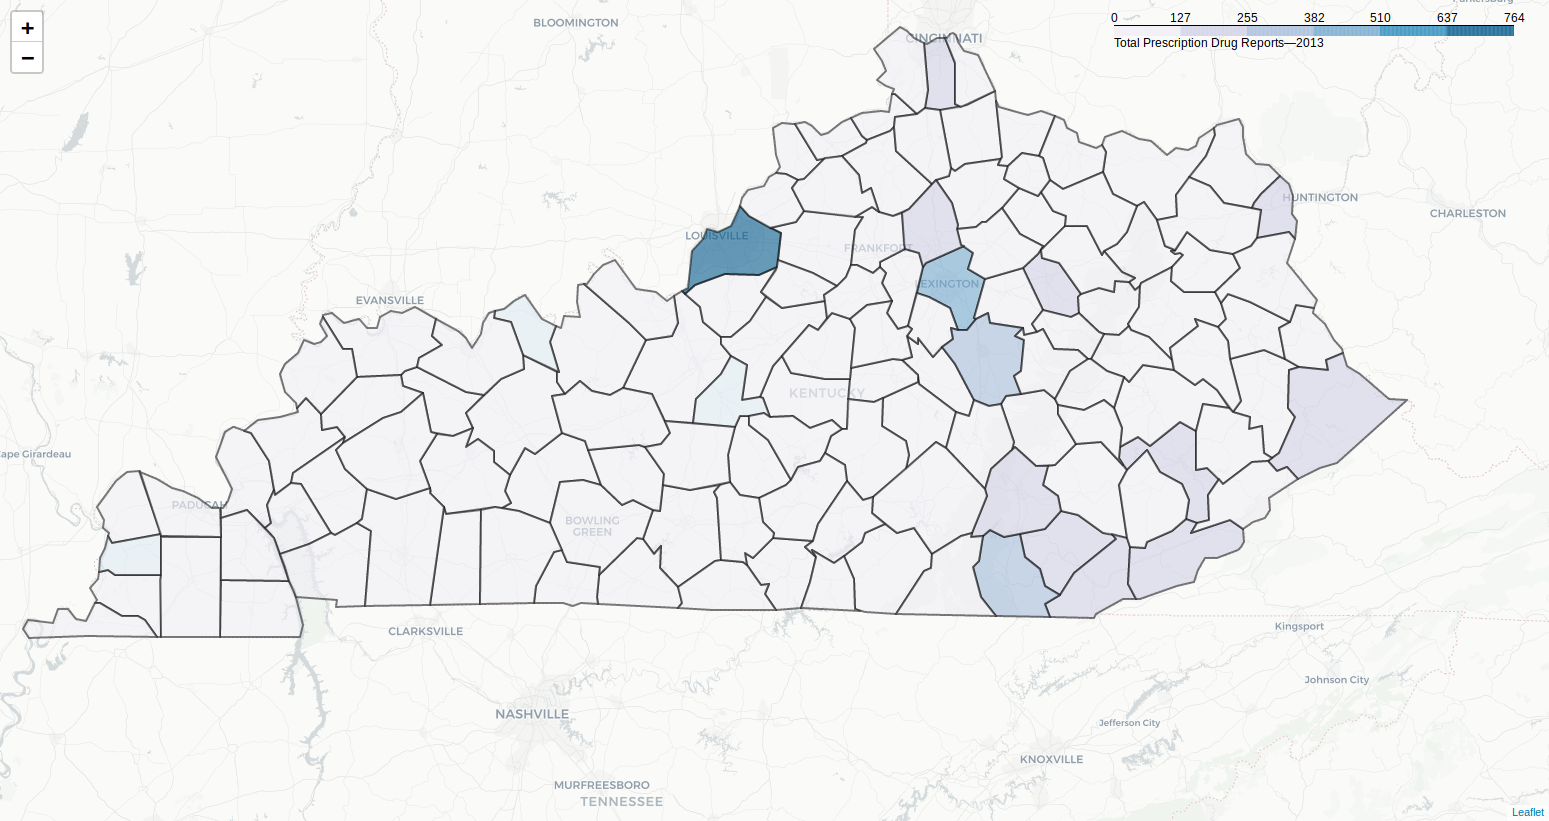 +
−
BLOOMINGTON
CINCINNATI
Parkersburg
0 127 255 382 510 637 764
Total Prescription Drug Reports—2013
HUNTINGTON
CHARLESTON
LOUISVILLE
FRANKFORT
LEXINGTON
EVANSVILLE
KENTUCKY
Cape Girardeau
PADUCAH
BOWLING
GREEN
CLARKSVILLE
Kingsport
Johnson City
NASHVILLE
Jefferson City
KNOXVILLE
MURFREESBORO
TENNESSEE
Leaflet